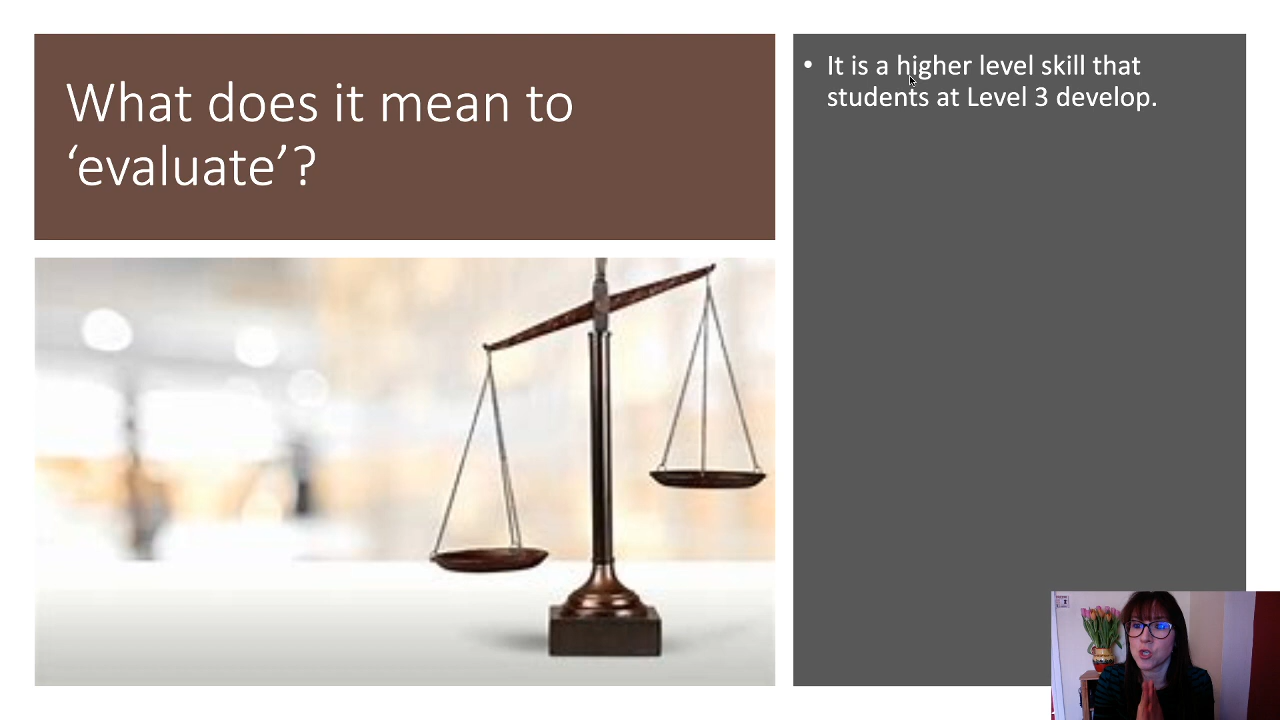 What does it mean to
‘evaluate’?
• It is a higher level skill that
students at Level 3 develop.